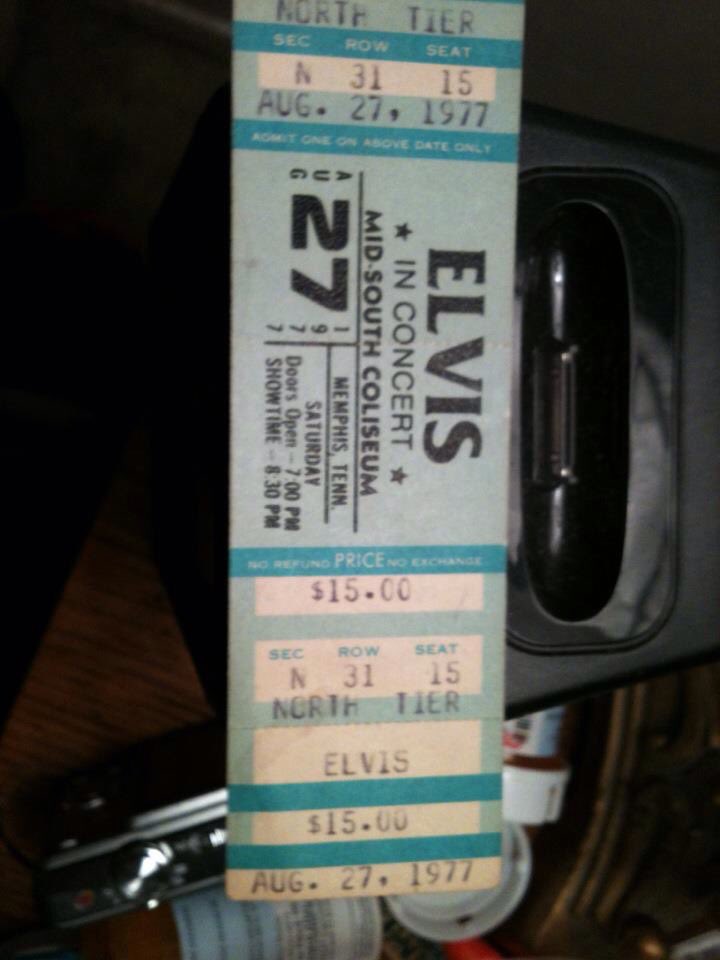 NORTH TIER
SEC ROW SEAT
N 31 15
AUG. 27, 1977
ADMIT ONE ON ABOVE DATE ONLY
ELVIS
★ IN CONCERT ★
MID-SOUTH COLISEUM
AUG 27 1977
MEMPHIS, TENN.
SATURDAY
Doors Open - 7:00 PM
SHOWTIME - 8:30 PM
NO REFUND PRICE NO EXCHANGE
$15.00
SEC ROW SEAT
N 31 15
NORTH TIER
ELVIS
$15.00
AUG. 27, 1977